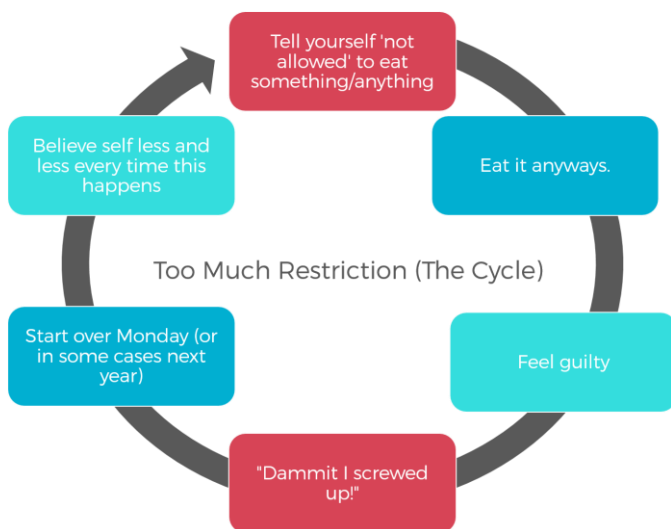 Tell yourself 'not
allowed' to eat
something/anything
Eat it anyways.
Feel guilty
"Dammit I screwed
up!"
Start over Monday (or
in some cases next
year)
Believe self less and
less every time this
happens
Too Much Restriction (The Cycle)